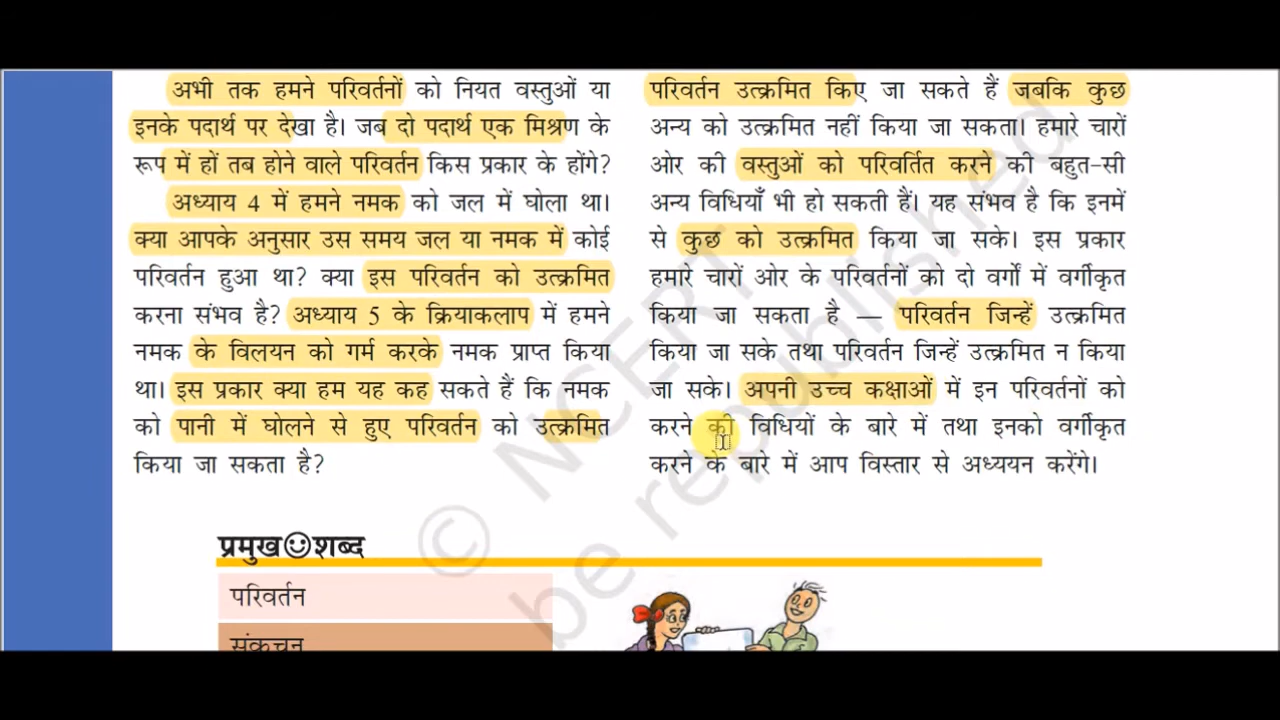 अभी तक हमने परिवर्तनों को नियत वस्तुओं या
इनके पदार्थ पर देखा है। जब दो पदार्थ एक मिश्रण के
रूप में हों तब होने वाले परिवर्तन किस प्रकार के होंगे?
अध्याय 4 में हमने नमक को जल में घोला था।
क्या आपके अनुसार उस समय जल या नमक में कोई
परिवर्तन हुआ था? क्या इस परिवर्तन को उत्क्रमित
करना संभव है? अध्याय 5 के क्रियाकलाप में हमने
नमक के विलयन को गर्म करके नमक प्राप्त किया
था। इस प्रकार क्या हम यह कह सकते हैं कि नमक
को पानी में घोलने से हुए परिवर्तन को उत्क्रमित
किया जा सकता है?
परिवर्तन उत्क्रमित किए जा सकते हैं जबकि कुछ
अन्य को उत्क्रमित नहीं किया जा सकता। हमारे चारों
ओर की वस्तुओं को परिवर्तित करने की बहुत-सी
अन्य विधियाँ भी हो सकती हैं। यह संभव है कि इनमें
से कुछ को उत्क्रमित किया जा सके। इस प्रकार
हमारे चारों ओर के परिवर्तनों को दो वर्गों में वर्गीकृत
किया जा सकता है — परिवर्तन जिन्हें उत्क्रमित
किया जा सके तथा परिवर्तन जिन्हें उत्क्रमित न किया
जा सके। अपनी उच्च कक्षाओं में इन परिवर्तनों को
करने की विधियों के बारे में तथा इनको वर्गीकृत
करने के बारे में आप विस्तार से अध्ययन करेंगे।
© NCERT
be republished
प्रमुख शब्द
परिवर्तन
संकुचन